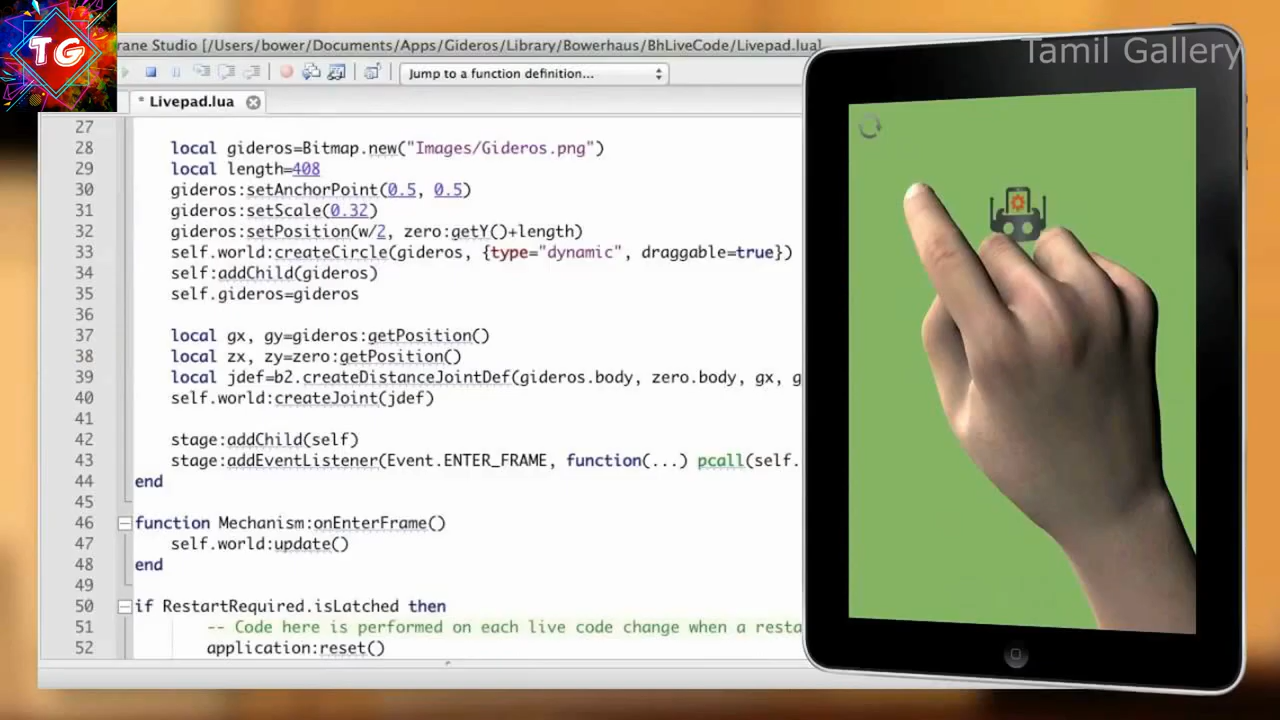 TG
Tamil Gallery
rane Studio [/Users/bower/Documents/Apps/Gideros/Library/Bowerhaus/BhLiveCode/Livepad.lua]
Jump to a function definition...
* Livepad.lua
27
28 local gideros=Bitmap.new("Images/Gideros.png")
29 local length=408
30 gideros:setAnchorPoint(0.5, 0.5)
31 gideros:setScale(0.32)
32 gideros:setPosition(w/2, zero:getY()+length)
33 self.world:createCircle(gideros, {type="dynamic", draggable=true})
34 self:addChild(gideros)
35 self.gideros=gideros
36
37 local gx, gy=gideros:getPosition()
38 local zx, zy=zero:getPosition()
39 local jdef=b2.createDistanceJointDef(gideros.body, zero.body, gx, g
40 self.world:createJoint(jdef)
41
42 stage:addChild(self)
43 stage:addEventListener(Event.ENTER_FRAME, function(...) pcall(self.
44 end
45
46 function Mechanism:onEnterFrame()
47 self.world:update()
48 end
49
50 if RestartRequired.isLatched then
51 -- Code here is performed on each live code change when a resta
52 application:reset()